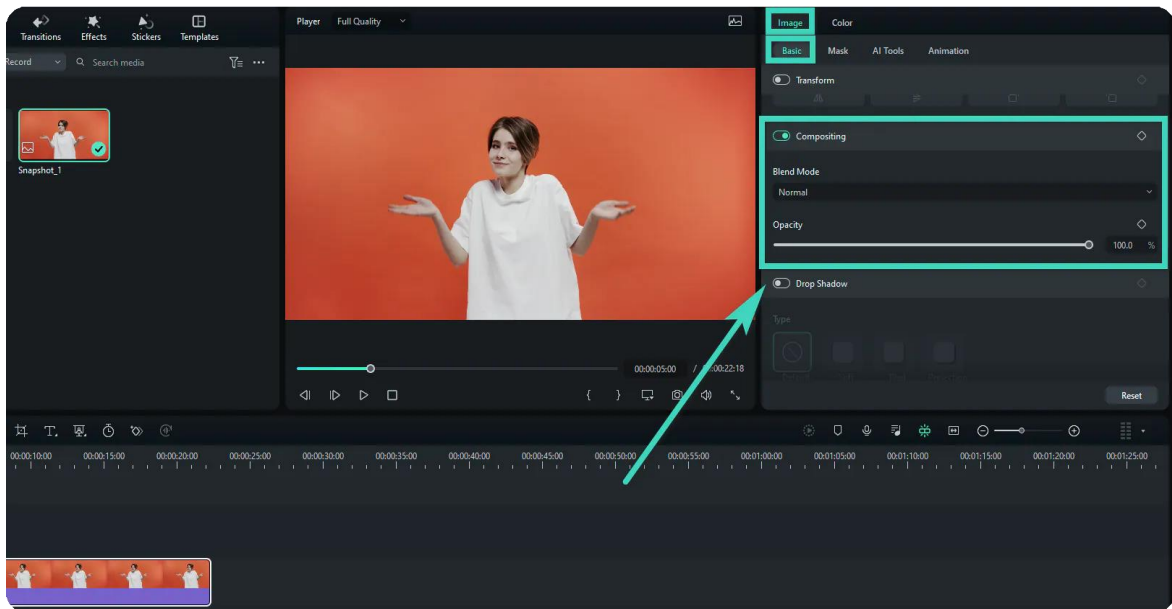 Transitions Effects Stickers Templates
Record
Search media
Snapshot_1
Player Full Quality
00:00:05:00 / 00:00:22:18
Image Color
Basic Mask AI Tools Animation
Transform
Compositing
Blend Mode
Normal
Opacity
100.0 %
Drop Shadow
Type
Reset
00:00:10:00 00:00:15:00 00:00:20:00 00:00:25:00 00:00:30:00 00:00:35:00 00:00:40:00 00:00:45:00 00:00:50:00 00:00:55:00 00:01:00:00 00:01:05:00 00:01:10:00 00:01:15:00 00:01:20:00 00:01:25:00